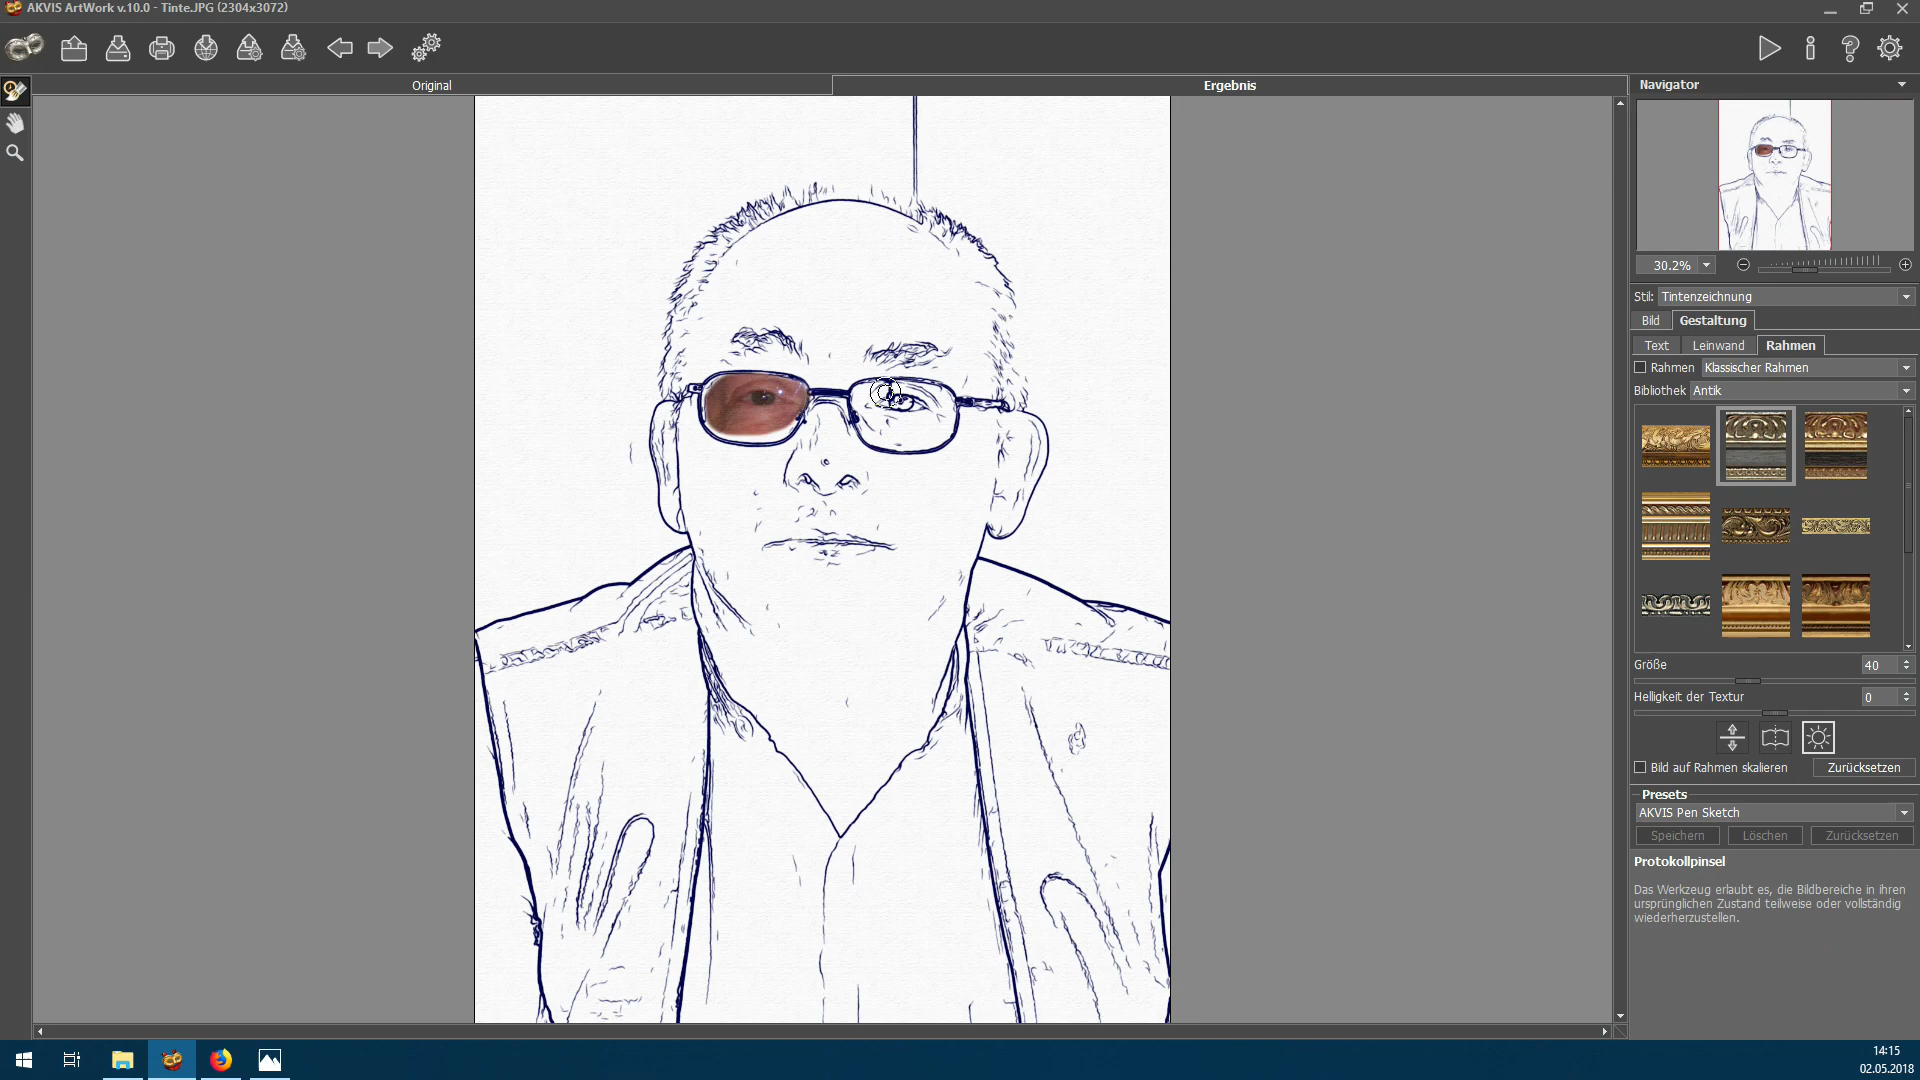 AKVIS ArtWork v.10.0 - Tinte.JPG (2304x3072)
Original
Ergebnis
Navigator
30.2%
Stil: Tintenzeichnung
Bild Gestaltung
Text Leinwand Rahmen
Rahmen Klassischer Rahmen
Bibliothek Antik
Größe 40
Helligkeit der Textur 0
Bild auf Rahmen skalieren Zurücksetzen
Presets
AKVIS Pen Sketch
Speichern Löschen Zurücksetzen
Protokollpinsel
Das Werkzeug erlaubt es, die Bildbereiche in ihren
ursprünglichen Zustand teilweise oder vollständig
wiederherzustellen.
14:15
02.05.2018